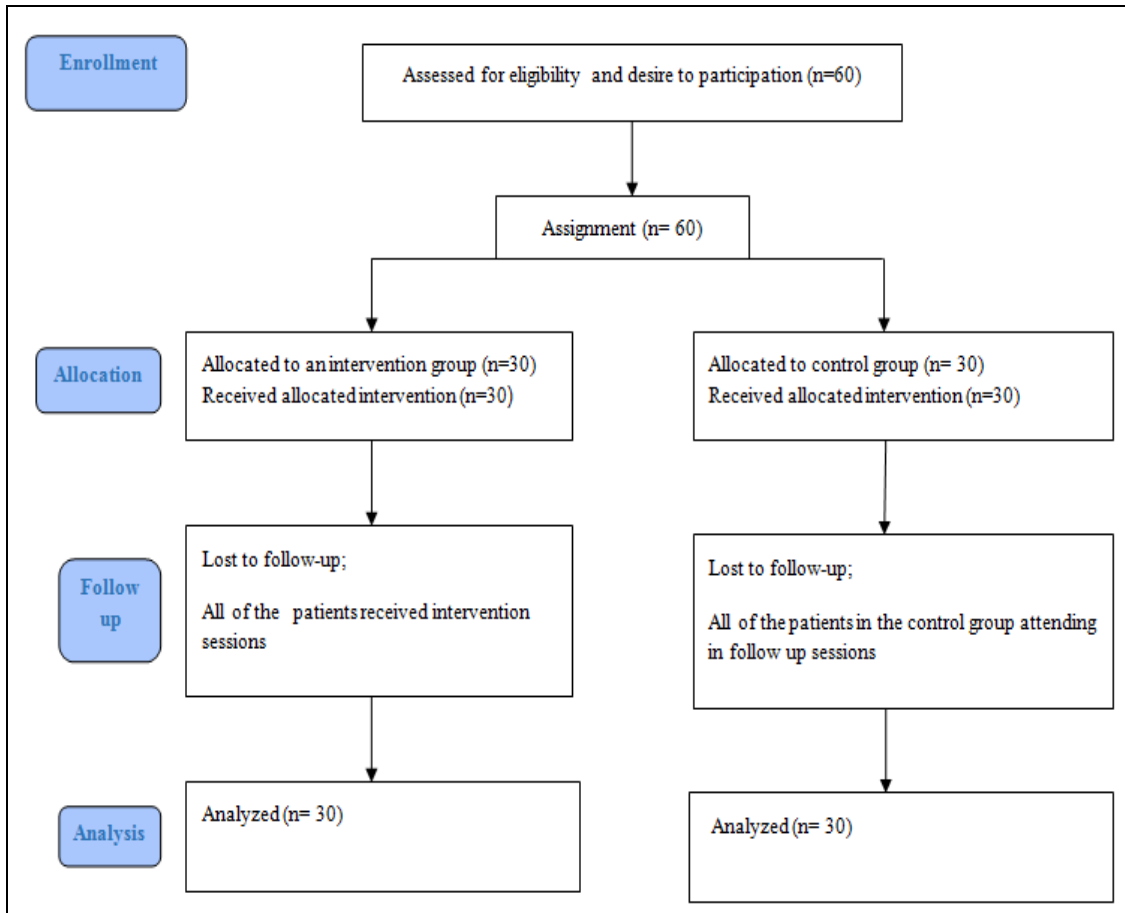 Enrollment
Assessed for eligibility and desire to participation (n=60)
Assignment (n= 60)
Allocation
Allocated to an intervention group (n=30)
Received allocated intervention (n=30)
Allocated to control group (n= 30)
Received allocated intervention (n=30)
Follow
up
Lost to follow-up;
All of the patients received intervention
sessions
Lost to follow-up;
All of the patients in the control group attending
in follow up sessions
Analysis
Analyzed (n= 30)
Analyzed (n= 30)